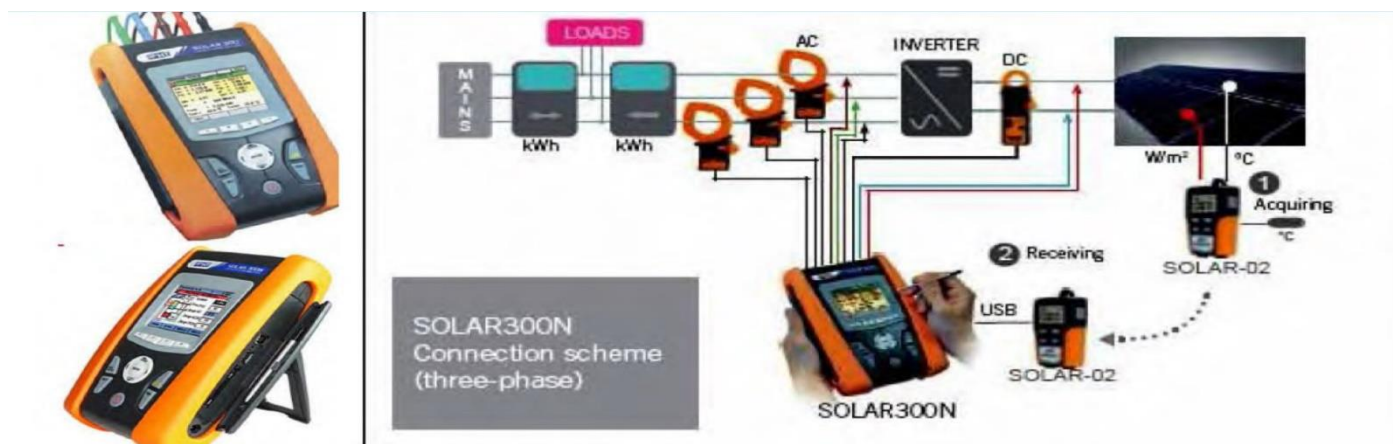 LOADS
MAINS
kWh
kWh
AC
INVERTER
DC
W/m²
°C
1
Acquiring
°C
SOLAR-02
2 Receiving
USB
SOLAR-02
SOLAR300N
SOLAR300N
Connection scheme
(three-phase)